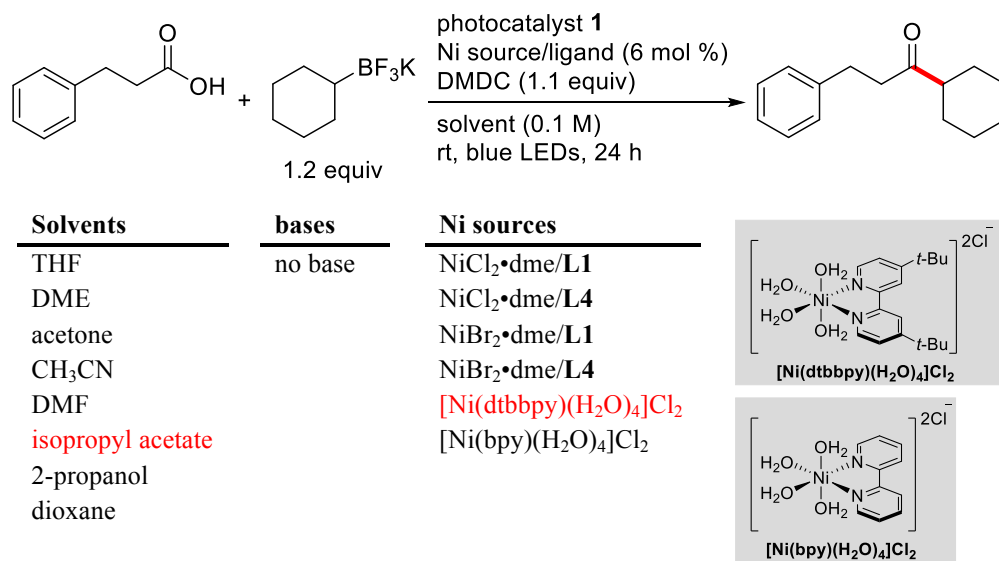 photocatalyst 1
Ni source/ligand (6 mol %)
DMDC (1.1 equiv)
O
OH
+
BF₃K
1.2 equiv
solvent (0.1 M)
rt, blue LEDs, 24 h
O
Solvents
THF
DME
acetone
CH₃CN
DMF
isopropyl acetate
2-propanol
dioxane
bases
no base
Ni sources
NiCl₂•dme/L1
NiCl₂•dme/L4
NiBr₂•dme/L1
NiBr₂•dme/L4
[Ni(dtbbpy)(H₂O)₄]Cl₂
[Ni(bpy)(H₂O)₄]Cl₂
2Cl⁻
t-Bu
OH₂
H₂O
N
Ni
H₂O
N
OH₂
t-Bu
[Ni(dtbbpy)(H₂O)₄]Cl₂
2Cl⁻
OH₂
H₂O
N
Ni
H₂O
N
OH₂
[Ni(bpy)(H₂O)₄]Cl₂